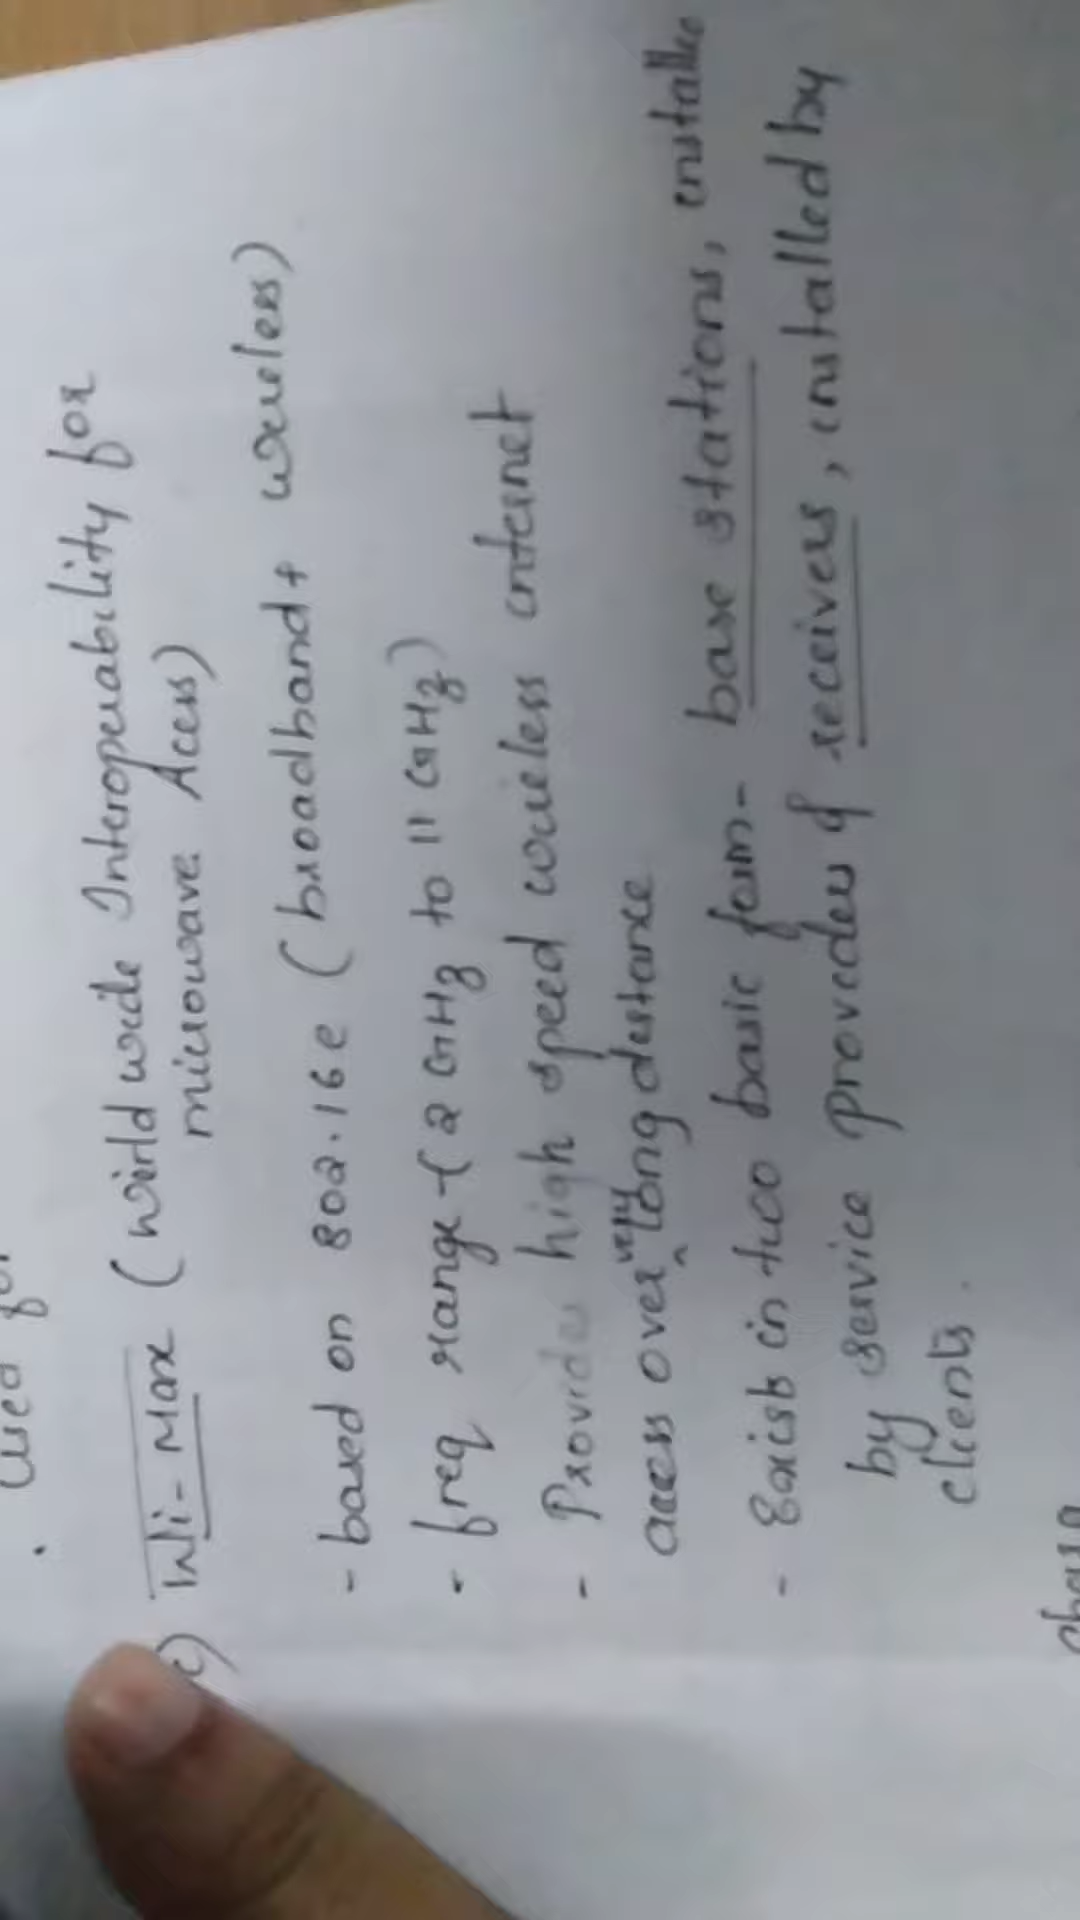 used for
c) Wi-Max (World wide Interoperability for
microwave Access)
- based on 802.16e (broadband + wireless)
- freq range - (2 GHz to 11 GHz)
- Provides high speed wireless internet
access over very long distance
- Exists in two basic form - base stations, installed
by service providers & receivers, installed by
clients.